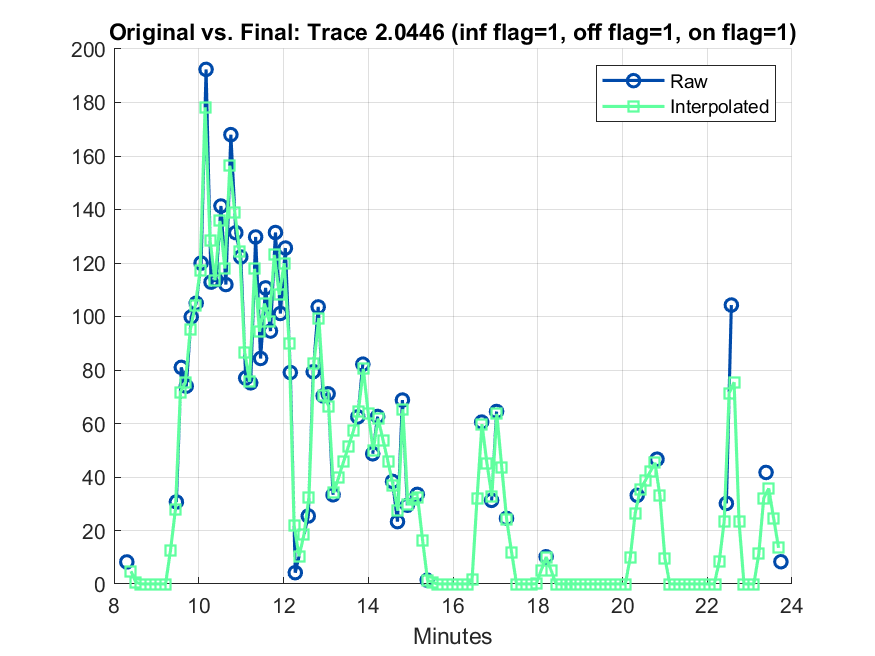 Original vs. Final: Trace 2.0446 (inf flag=1, off flag=1, on flag=1)
200
180
160
140
120
100
80
60
40
20
0
Raw
Interpolated
8 10 12 14 16 18 20 22 24
Minutes